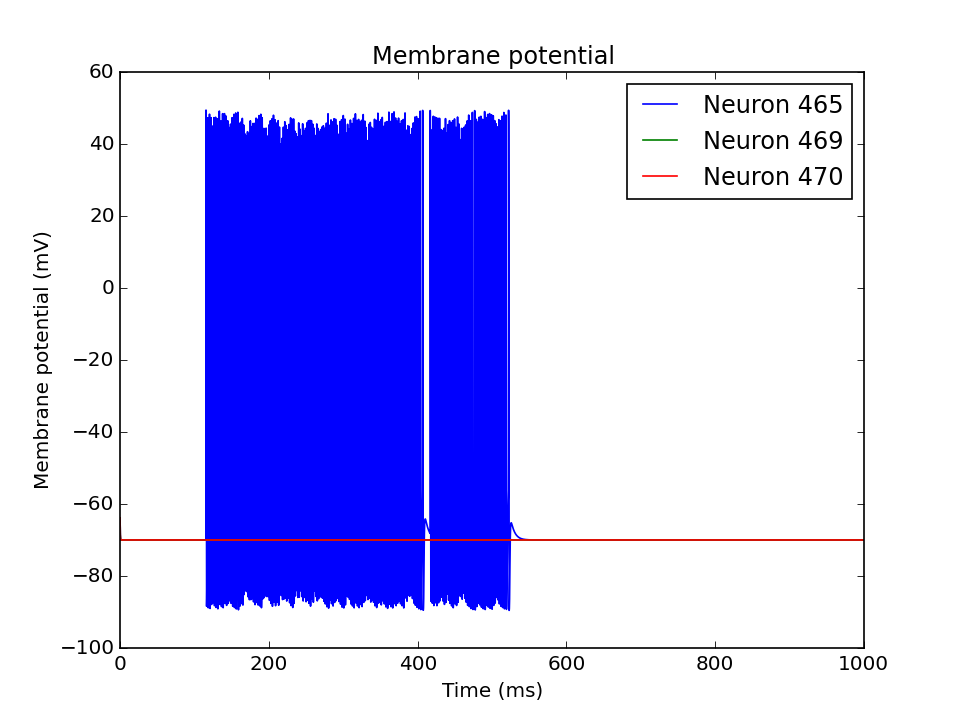 Membrane potential
60
40
20
0
−20
−40
−60
−80
−100
Membrane potential (mV)
Neuron 465
Neuron 469
Neuron 470
0 200 400 600 800 1000
Time (ms)